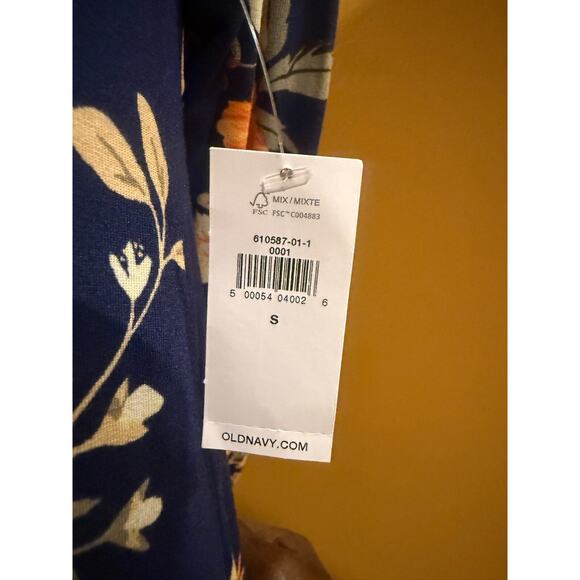 MIX / MIXTE
FSC FSC™ C004883
610587-01-1
0001
5 00054 04002 6
S
OLDNAVY.COM